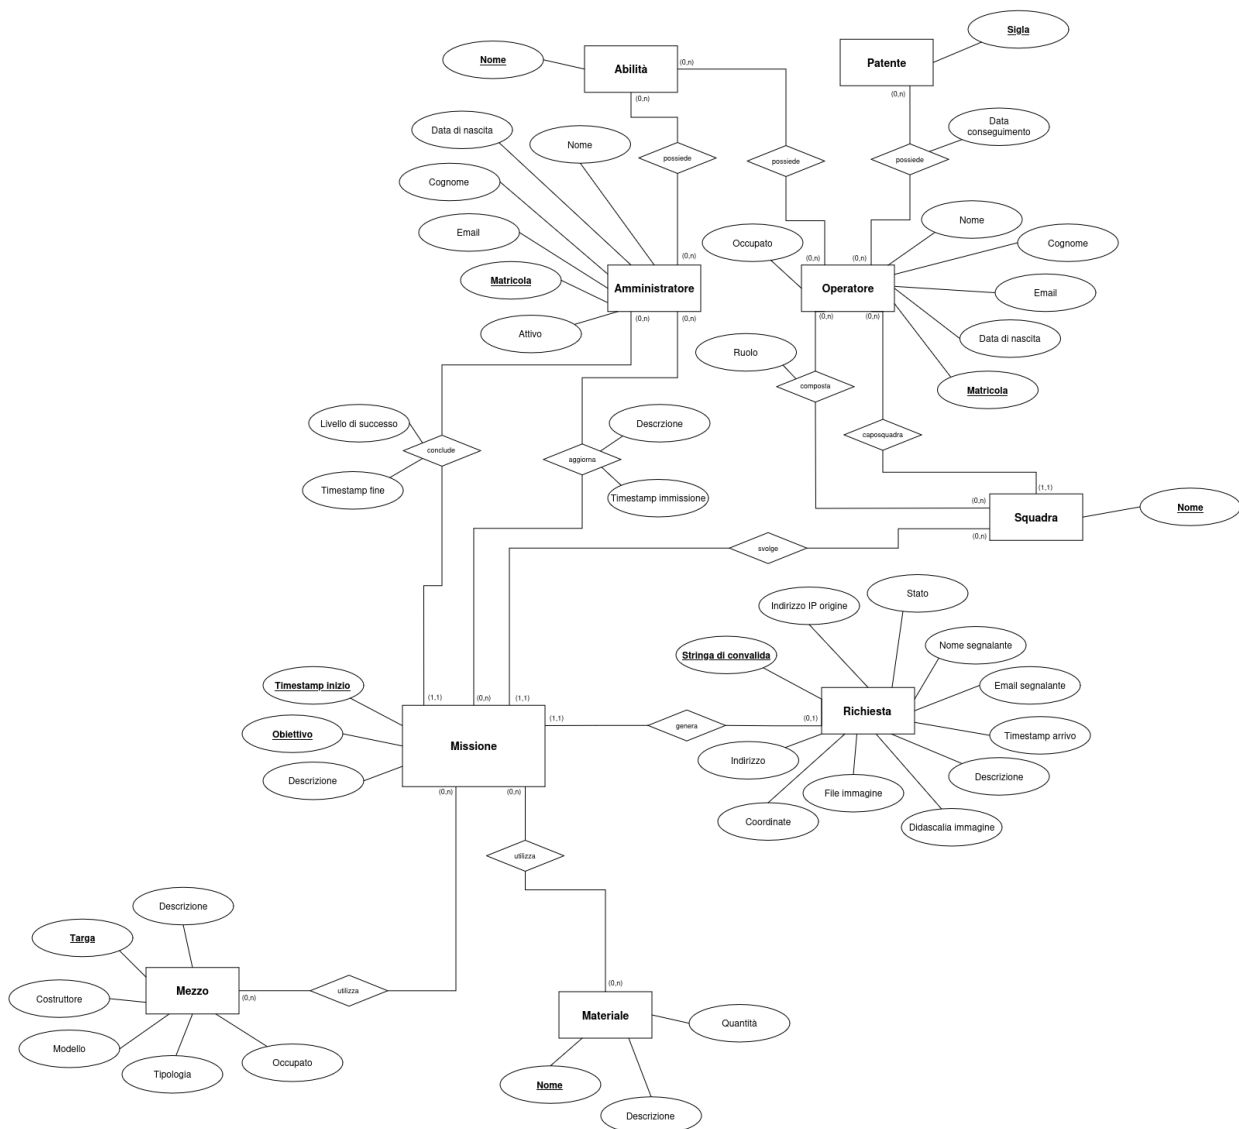 Sigla
Nome
Abilità
(0,n)
Patente
(0,n)
(0,n)
Data
conseguimento
Data di nascita
Nome
possiede
possiede
possiede
Cognome
Nome
Email
Occupato
Cognome
(0,n)
(0,n)
(0,n)
Matricola
Amministratore
Operatore
Email
Attivo
(0,n)
(0,n)
(0,n)
(0,n)
Data di nascita
Ruolo
composta
Matricola
Livello di successo
Descrzione
caposquadra
conclude
aggiorna
Timestamp fine
Timestamp immissione
(1,1)
(0,n)
Squadra
Nome
(0,n)
svolge
Stato
Indirizzo IP origine
Nome segnalante
Stringa di convalida
Timestamp inizio
Email segnalante
(1,1)
(0,n)
(1,1)
Richiesta
(1,1)
genera
(0,1)
Obiettivo
Missione
Timestamp arrivo
Indirizzo
Descrizione
Descrizione
(0,n)
(0,n)
File immagine
Coordinate
Didascalia immagine
utilizza
Descrizione
Targa
Mezzo
(0,n)
utilizza
(0,n)
Costruttore
Materiale
Quantità
Modello
Occupato
Tipologia
Nome
Descrizione